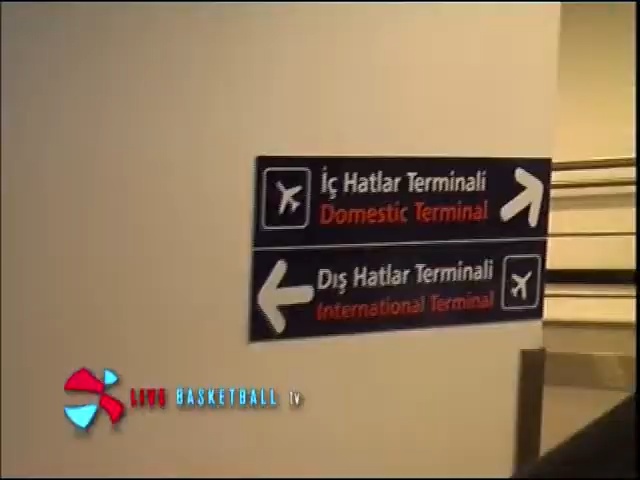 İç Hatlar Terminali
Domestic Terminal
Dış Hatlar Terminali
International Terminal
LIVE BASKETBALL TV